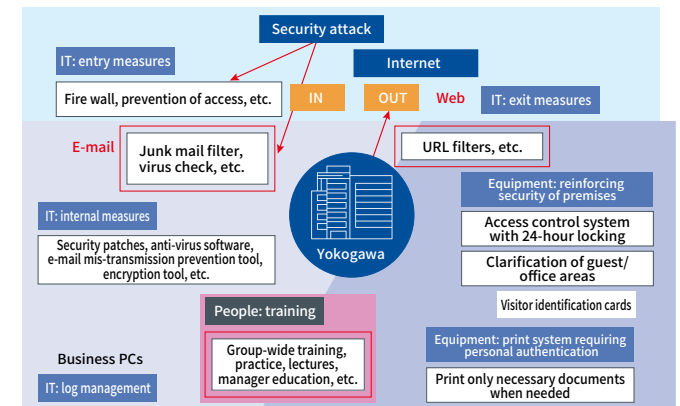 Security attack
IT: entry measures
Internet
Fire wall, prevention of access, etc.
IN
OUT
Web
IT: exit measures
E-mail
Junk mail filter,
virus check, etc.
URL filters, etc.
Equipment: reinforcing
security of premises
IT: internal measures
Access control system
with 24-hour locking
Security patches, anti-virus software,
e-mail mis-transmission prevention tool,
encryption tool, etc.
Yokogawa
Clarification of guest/
office areas
Visitor identification cards
People: training
Equipment: print system requiring
personal authentication
Business PCs
Group-wide training,
practice, lectures,
manager education, etc.
IT: log management
Print only necessary documents
when needed